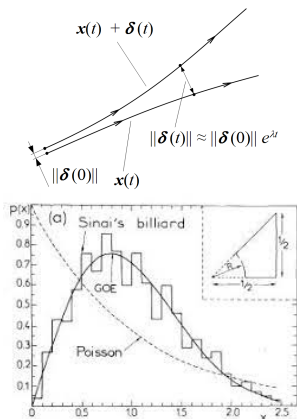 x(t) + δ(t)
||δ(t)|| ≈ ||δ(0)|| e^{λt}
||δ(0)||
x(t)
p(x)
(a)
Sinai's billiard
GOE
Poisson
R
1/2
1/2
0.9
0.8
0.7
0.6
0.5
0.4
0.3
0.2
0.1
0
0
0.5
1.0
1.5
2.0
2.5
x